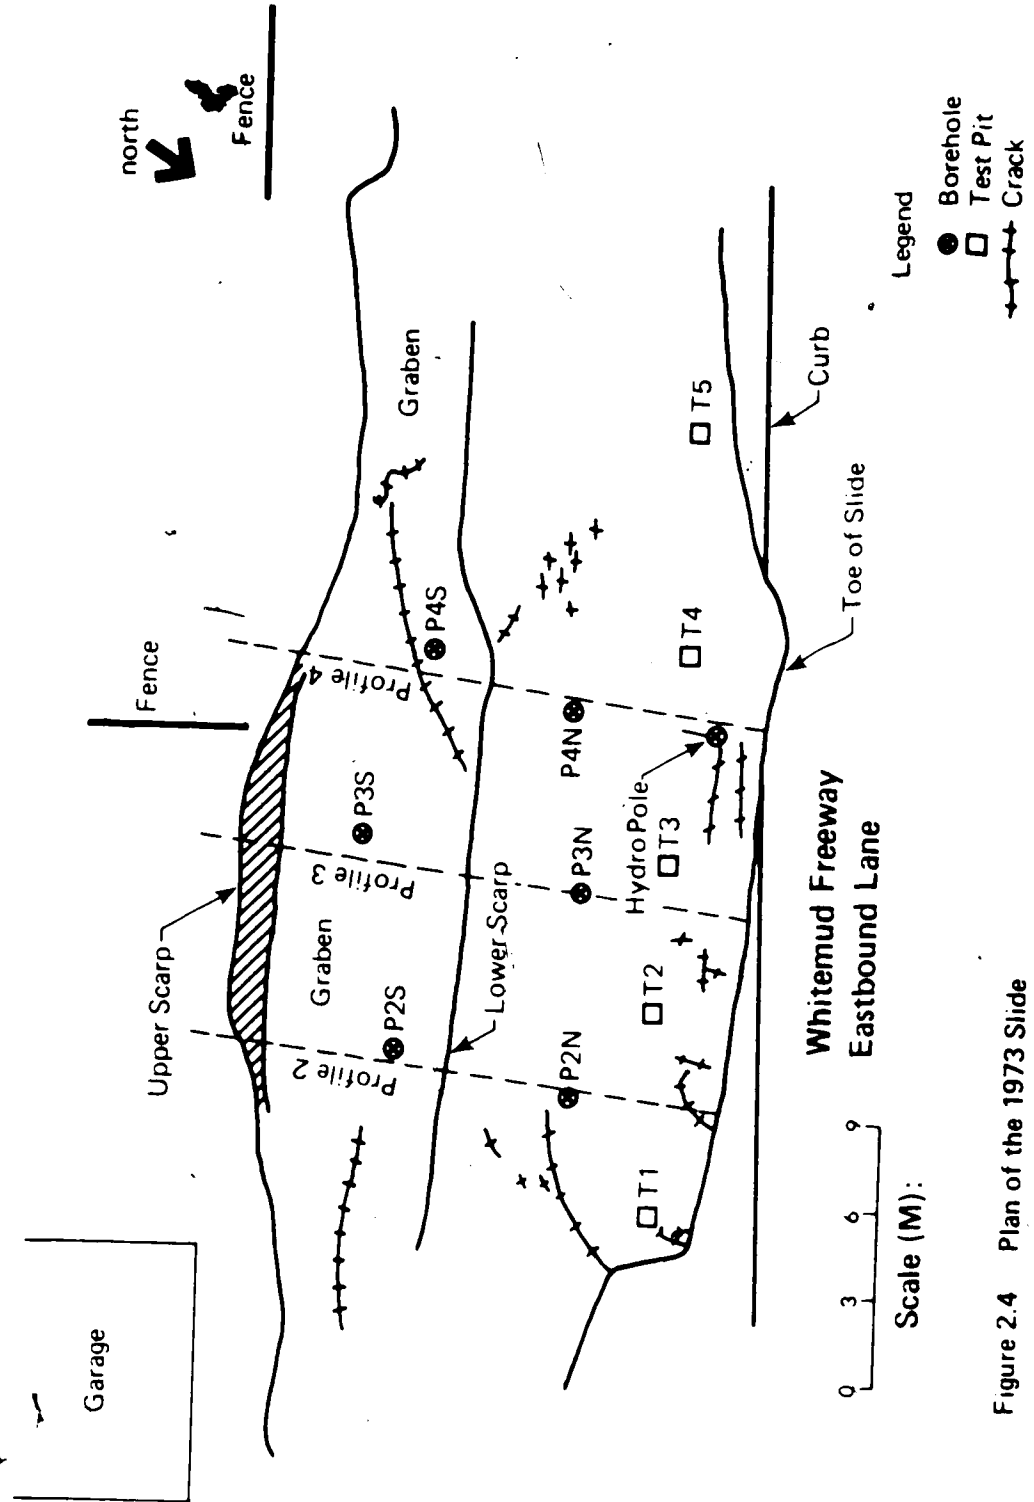 Garage
north
Fence
Fence
Upper Scarp
Graben
Graben
Profile 2
Profile 3
Profile 4
P2S
P3S
P4S
Lower Scarp
P2N
P3N
P4N
Hydro Pole
T1
T2
T3
T4
T5
Curb
Toe of Slide
Whitemud Freeway
Eastbound Lane
0 3 6 9
Scale (M):
Legend
Borehole
Test Pit
Crack
Figure 2.4 Plan of the 1973 Slide